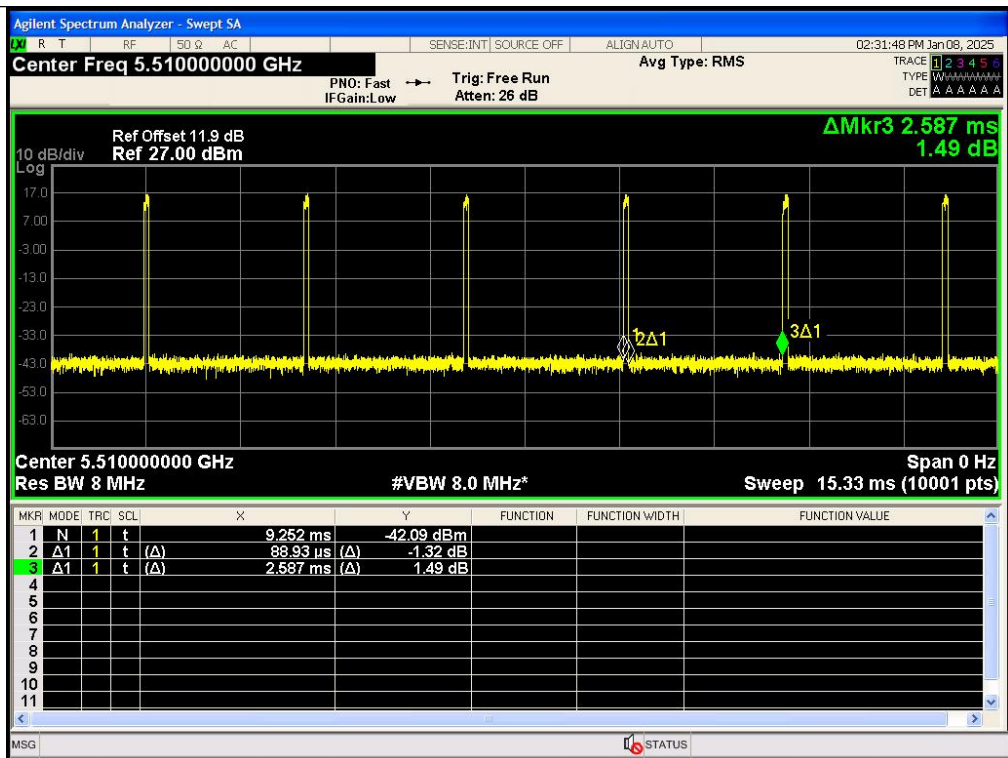 Agilent Spectrum Analyzer - Swept SA
LXI R T RF 50 Ω AC SENSE:INT SOURCE OFF ALIGN AUTO 02:31:48 PM Jan 08, 2025
Center Freq 5.510000000 GHz
PNO: Fast
IFGain:Low
Trig: Free Run
Atten: 26 dB
Avg Type: RMS
TRACE 1 2 3 4 5 6
TYPE W
DET A A A A A A
ΔMkr3 2.587 ms
1.49 dB
Ref Offset 11.9 dB
10 dB/div Ref 27.00 dBm
Log
17.0
7.00
-3.00
-13.0
-23.0
-33.0
-43.0
-53.0
-63.0
2Δ1
3Δ1
Center 5.510000000 GHz Span 0 Hz
Res BW 8 MHz #VBW 8.0 MHz* Sweep 15.33 ms (10001 pts)
MKR MODE TRC SCL X Y FUNCTION FUNCTION WIDTH FUNCTION VALUE
1 N 1 t 9.252 ms -42.09 dBm
2 Δ1 1 t (Δ) 88.93 µs (Δ) -1.32 dB
3 Δ1 1 t (Δ) 2.587 ms (Δ) 1.49 dB
4
5
6
7
8
9
10
11
MSG STATUS